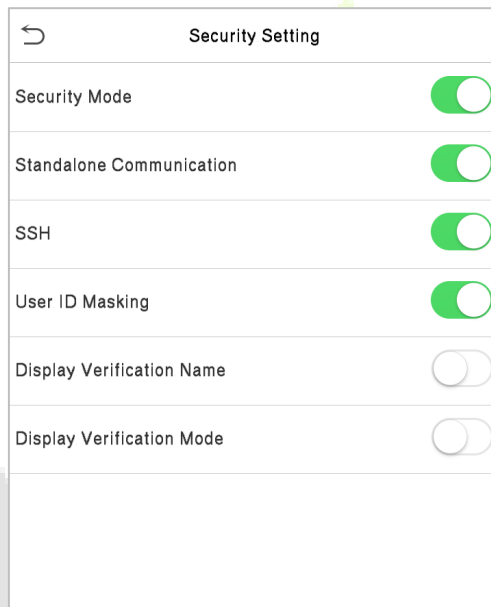 Security Setting
Security Mode
Standalone Communication
SSH
User ID Masking
Display Verification Name
Display Verification Mode